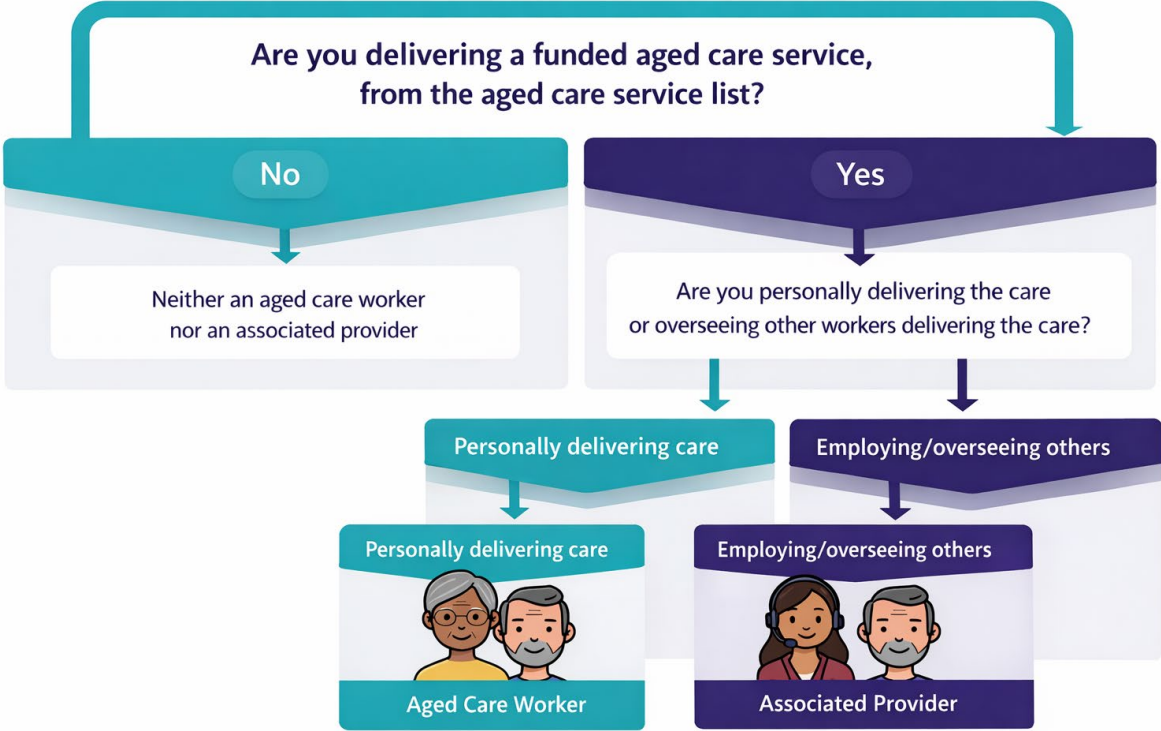 Are you delivering a funded aged care service,
from the aged care service list?
No
Yes
Neither an aged care worker
nor an associated provider
Are you personally delivering the care
or overseeing other workers delivering the care?
Personally delivering care
Employing/overseeing others
Personally delivering care
Employing/overseeing others
Aged Care Worker
Associated Provider